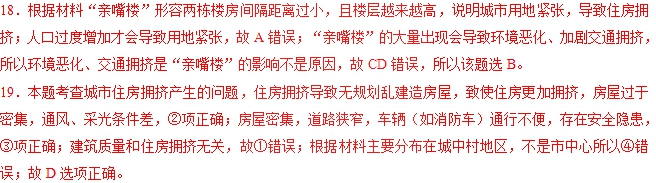 18．根据材料“亲嘴楼”形容两栋楼房间隔距离过小，且楼层越来越高，说明城市用地紧张，导致住房拥
挤；人口过度增加才会导致用地紧张，故 A 错误；“亲嘴楼”的大量出现会导致环境恶化、加剧交通拥挤，
所以环境恶化、交通拥挤是“亲嘴楼”的影响不是原因，故 CD 错误，所以该题选 B。
19．本题考查城市住房拥挤产生的问题，住房拥挤导致无规划乱建造房屋，致使住房更加拥挤，房屋过于
密集，通风、采光条件差，②项正确；房屋密集，道路狭窄，车辆（如消防车）通行不便，存在安全隐患，
③项正确；建筑质量和住房拥挤无关，故①错误；根据材料主要分布在城中村地区，不是市中心所以④错
误；故 D 选项正确。